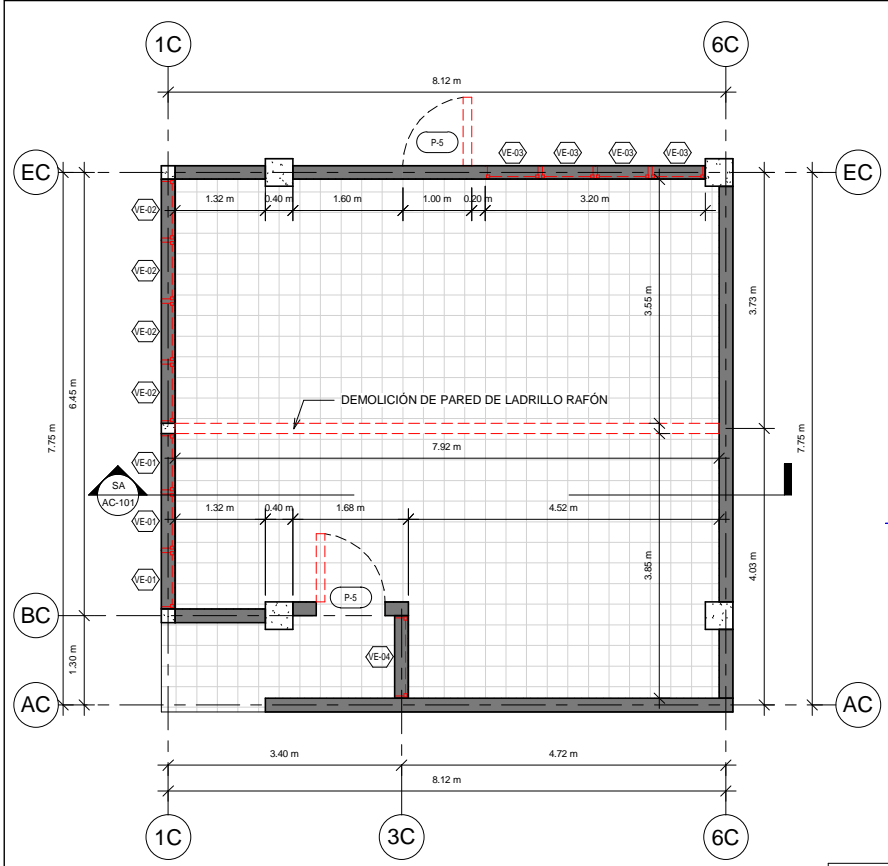 1C
6C
8.12 m
P-5
VE-03
VE-03
VE-03
VE-03
EC
EC
1.32 m
0.40 m
1.60 m
1.00 m
0.20 m
3.20 m
VE-02
VE-02
VE-02
VE-02
3.55 m
3.73 m
6.45 m
7.75 m
7.75 m
DEMOLICIÓN DE PARED DE LADRILLO RAFÓN
7.92 m
VE-01
VE-01
VE-01
SA
AC-101
1.32 m
0.40 m
1.68 m
4.52 m
3.85 m
4.03 m
P-5
BC
VE-04
1.30 m
AC
AC
3.40 m
4.72 m
8.12 m
1C
3C
6C